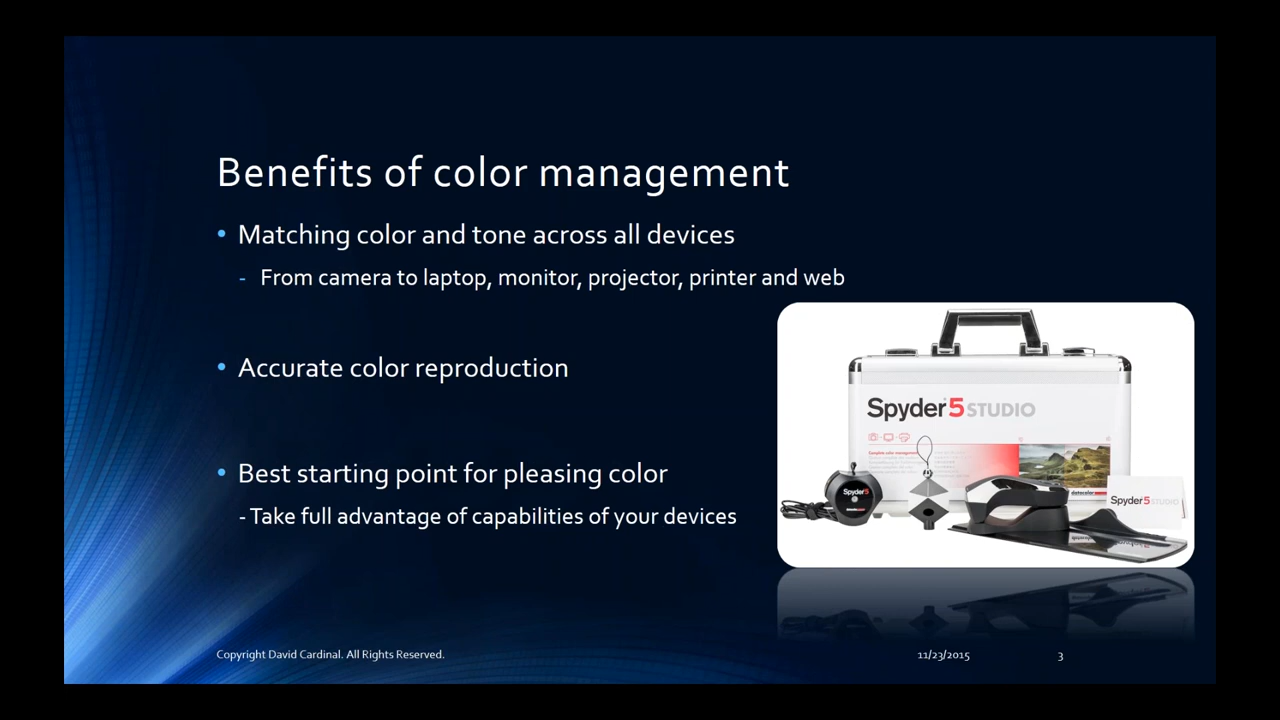 Benefits of color management
• Matching color and tone across all devices
- From camera to laptop, monitor, projector, printer and web
• Accurate color reproduction
• Best starting point for pleasing color
- Take full advantage of capabilities of your devices
Spyder5STUDIO
Spyder5
datacolor
Spyder5STUDIO
Copyright David Cardinal. All Rights Reserved.
11/23/2015
3